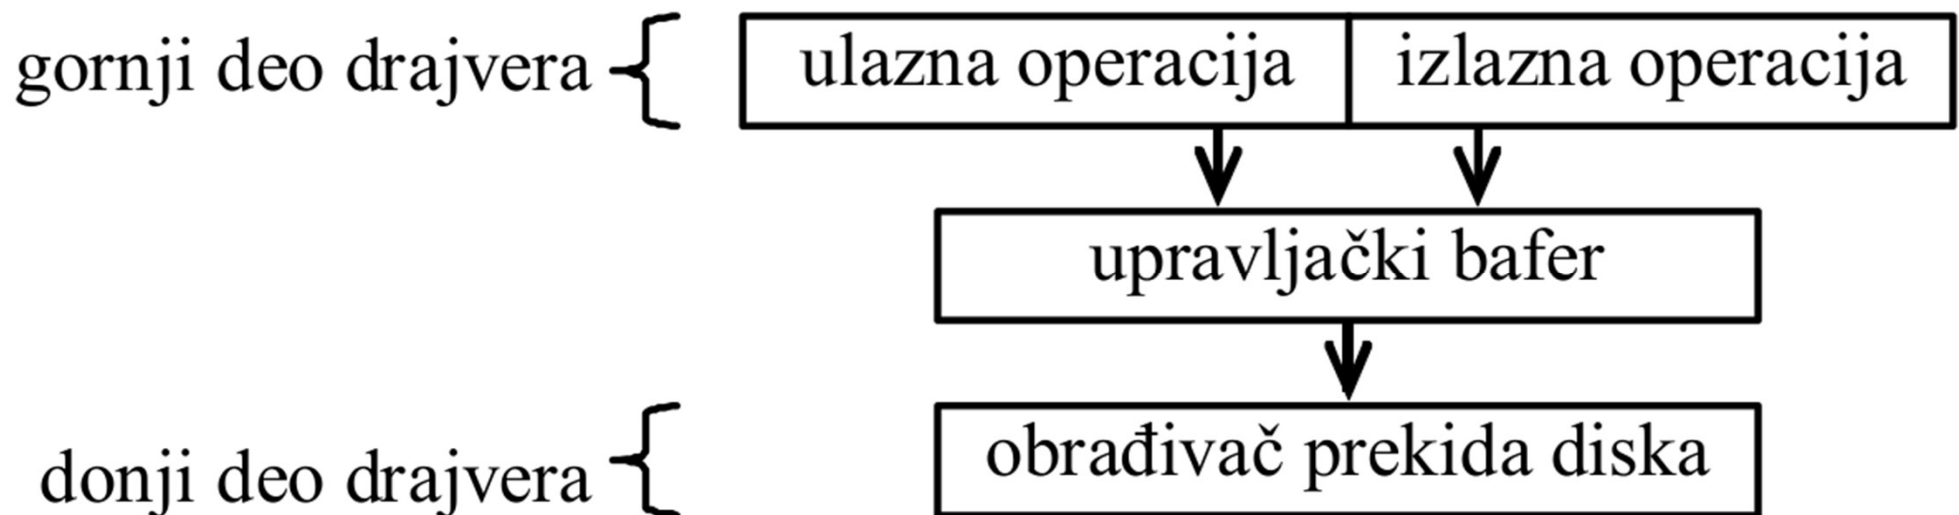 gornji deo drajvera
ulazna operacija
izlazna operacija
upravljački bafer
donji deo drajvera
obrađivač prekida diska